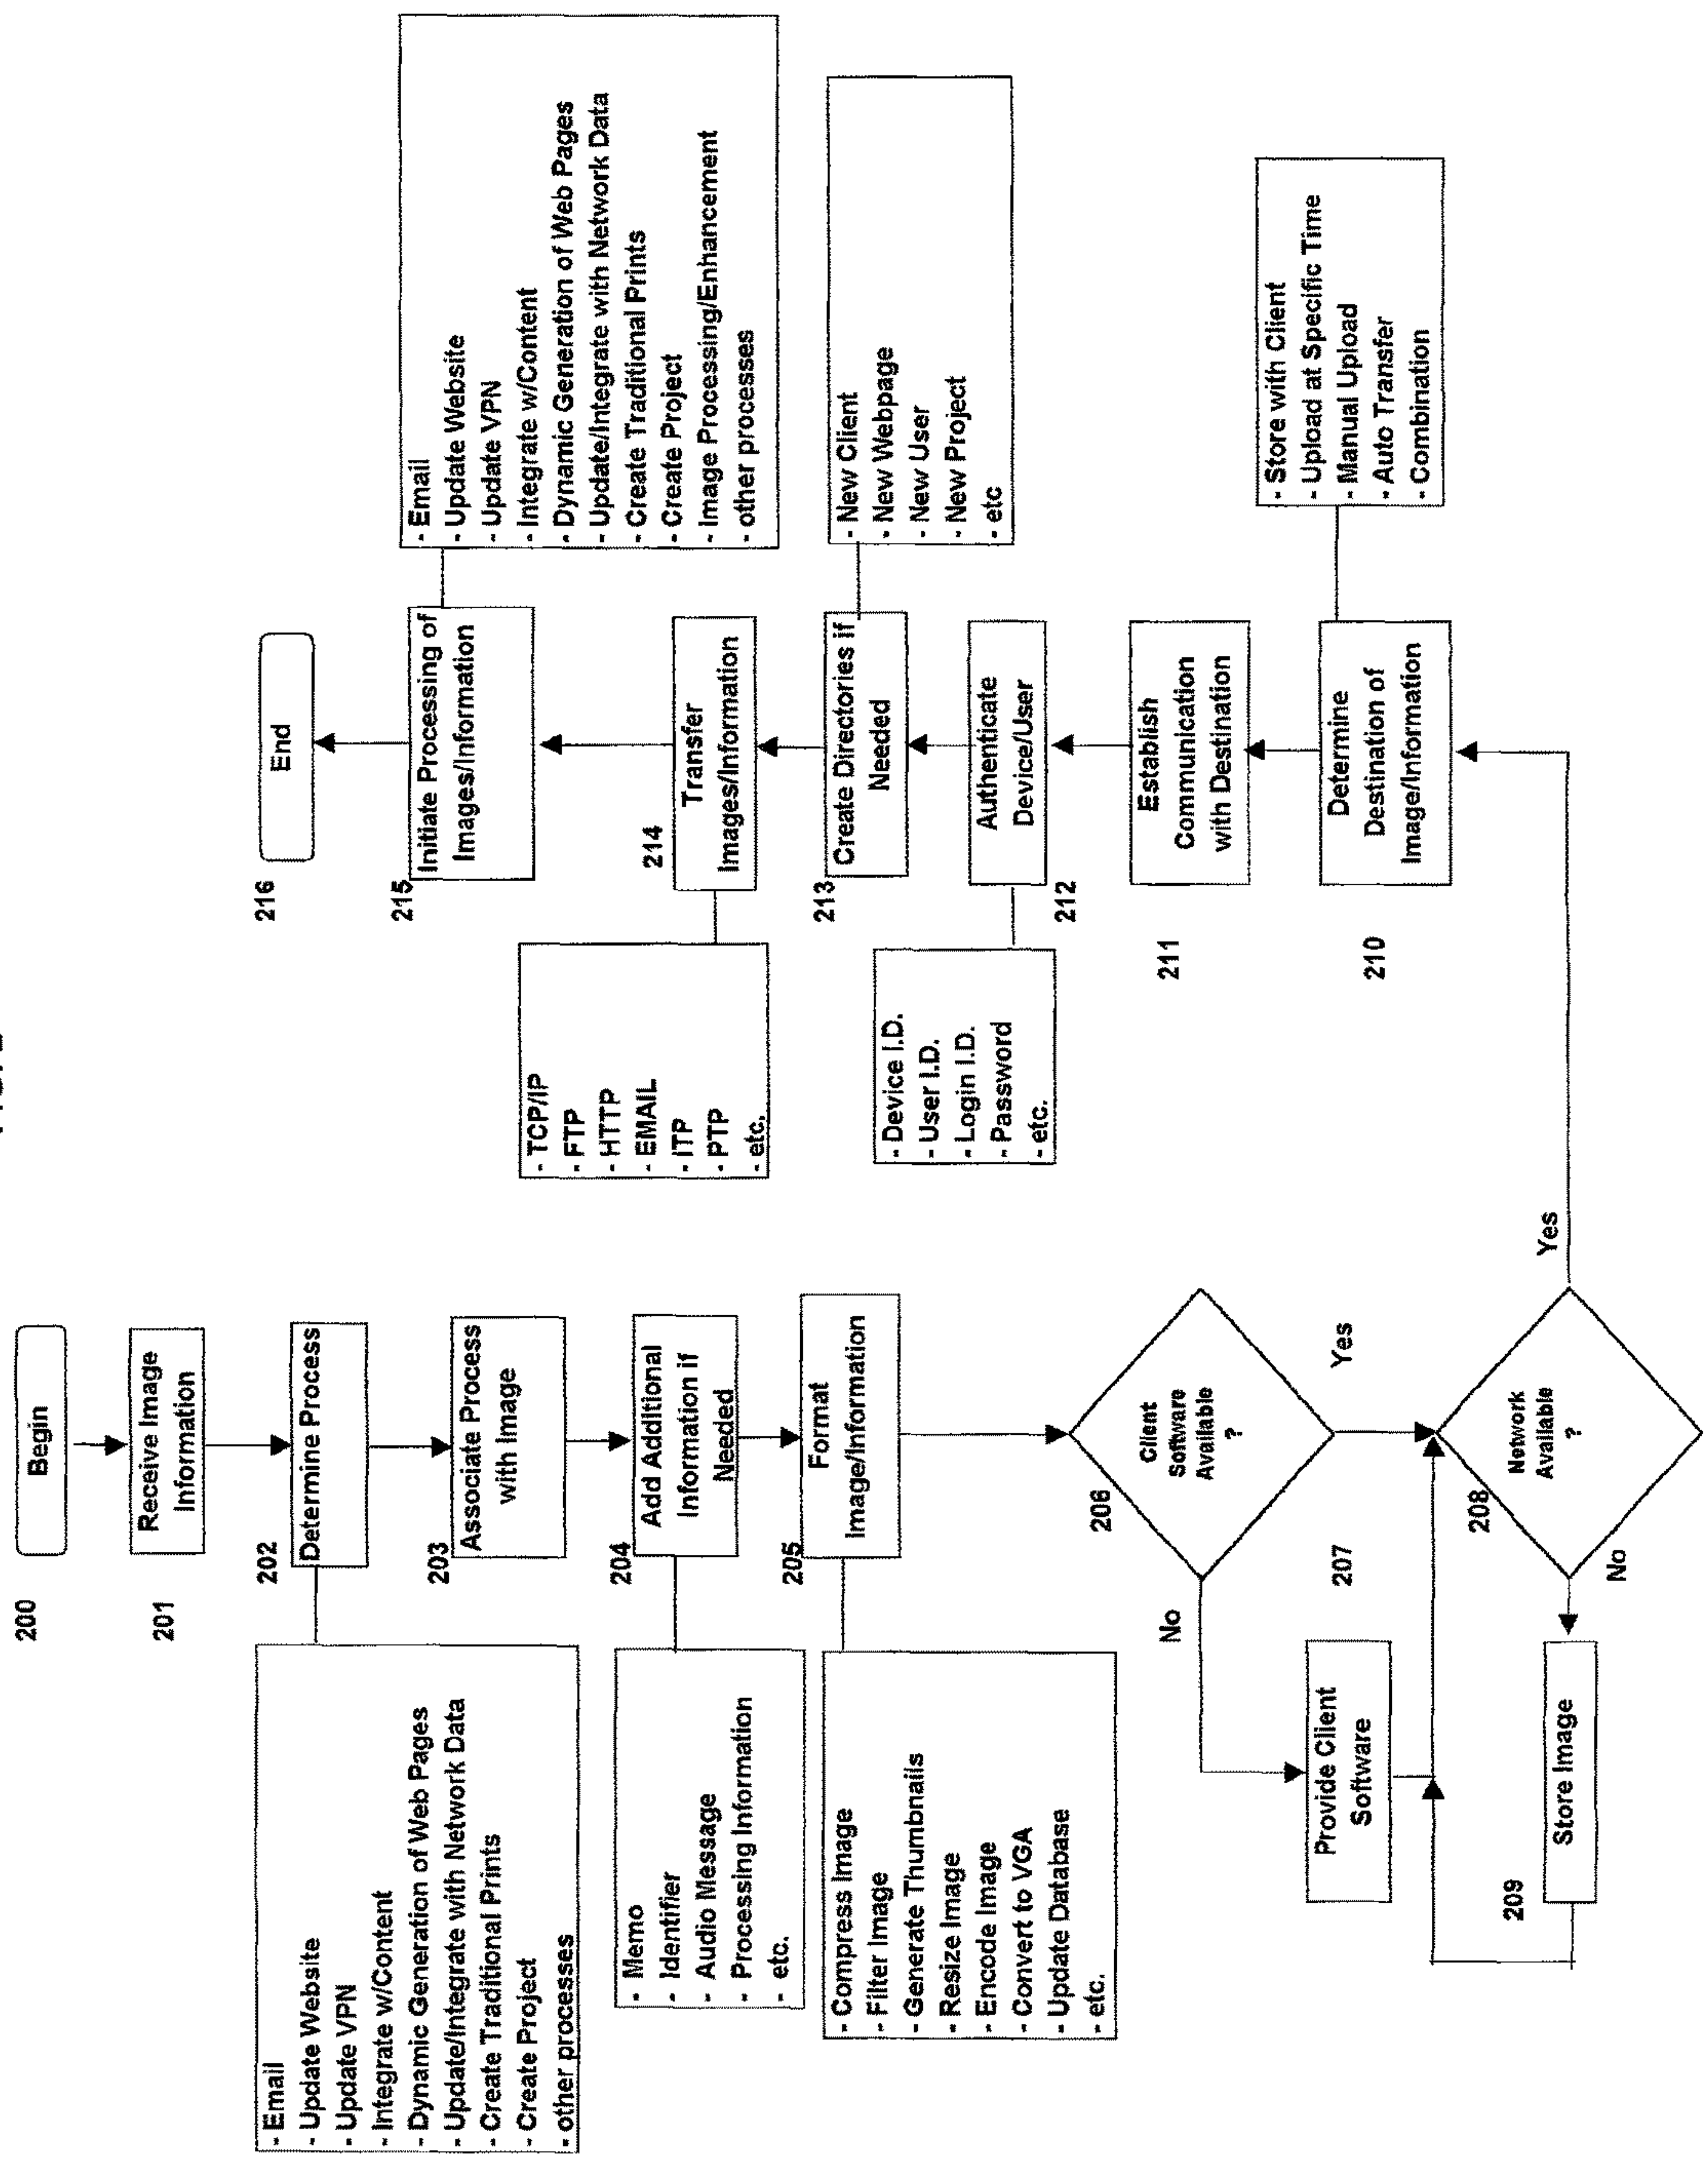 200
Begin
201
Receive Image
Information
202
Determine Process
- Email
- Update Website
- Update VPN
- Integrate w/Content
- Dynamic Generation of Web Pages
- Update/Integrate with Network Data
- Create Traditional Prints
- Create Project
- other processes
203
Associate Process
with Image
204
Add Additional
Information if
Needed
- Memo
- Identifier
- Audio Message
- Processing Information
- etc.
205
Format
Image/Information
- Compress Image
- Filter Image
- Generate Thumbnails
- Resize Image
- Encode Image
- Convert to VGA
- Update Database
- etc.
206
Client
Software
Available
?
No
Yes
207
Provide Client
Software
208
Network
Available
?
No
Yes
209
Store Image
210
Determine
Destination of
Image/Information
- Store with Client
- Upload at Specific Time
- Manual Upload
- Auto Transfer
- Combination
211
Establish
Communication
with Destination
212
Authenticate
Device/User
- Device I.D.
- User I.D.
- Login I.D.
- Password
- etc.
213
Create Directories if
Needed
- New Client
- New Webpage
- New User
- New Project
- etc
214
Transfer
Images/Information
- TCP/IP
- FTP
- HTTP
- EMAIL
- ITP
- PTP
- etc.
215
Initiate Processing of
Images/Information
- Email
- Update Website
- Update VPN
- Integrate w/Content
- Dynamic Generation of Web Pages
- Update/Integrate with Network Data
- Create Traditional Prints
- Create Project
- Image Processing/Enhancement
- other processes
216
End